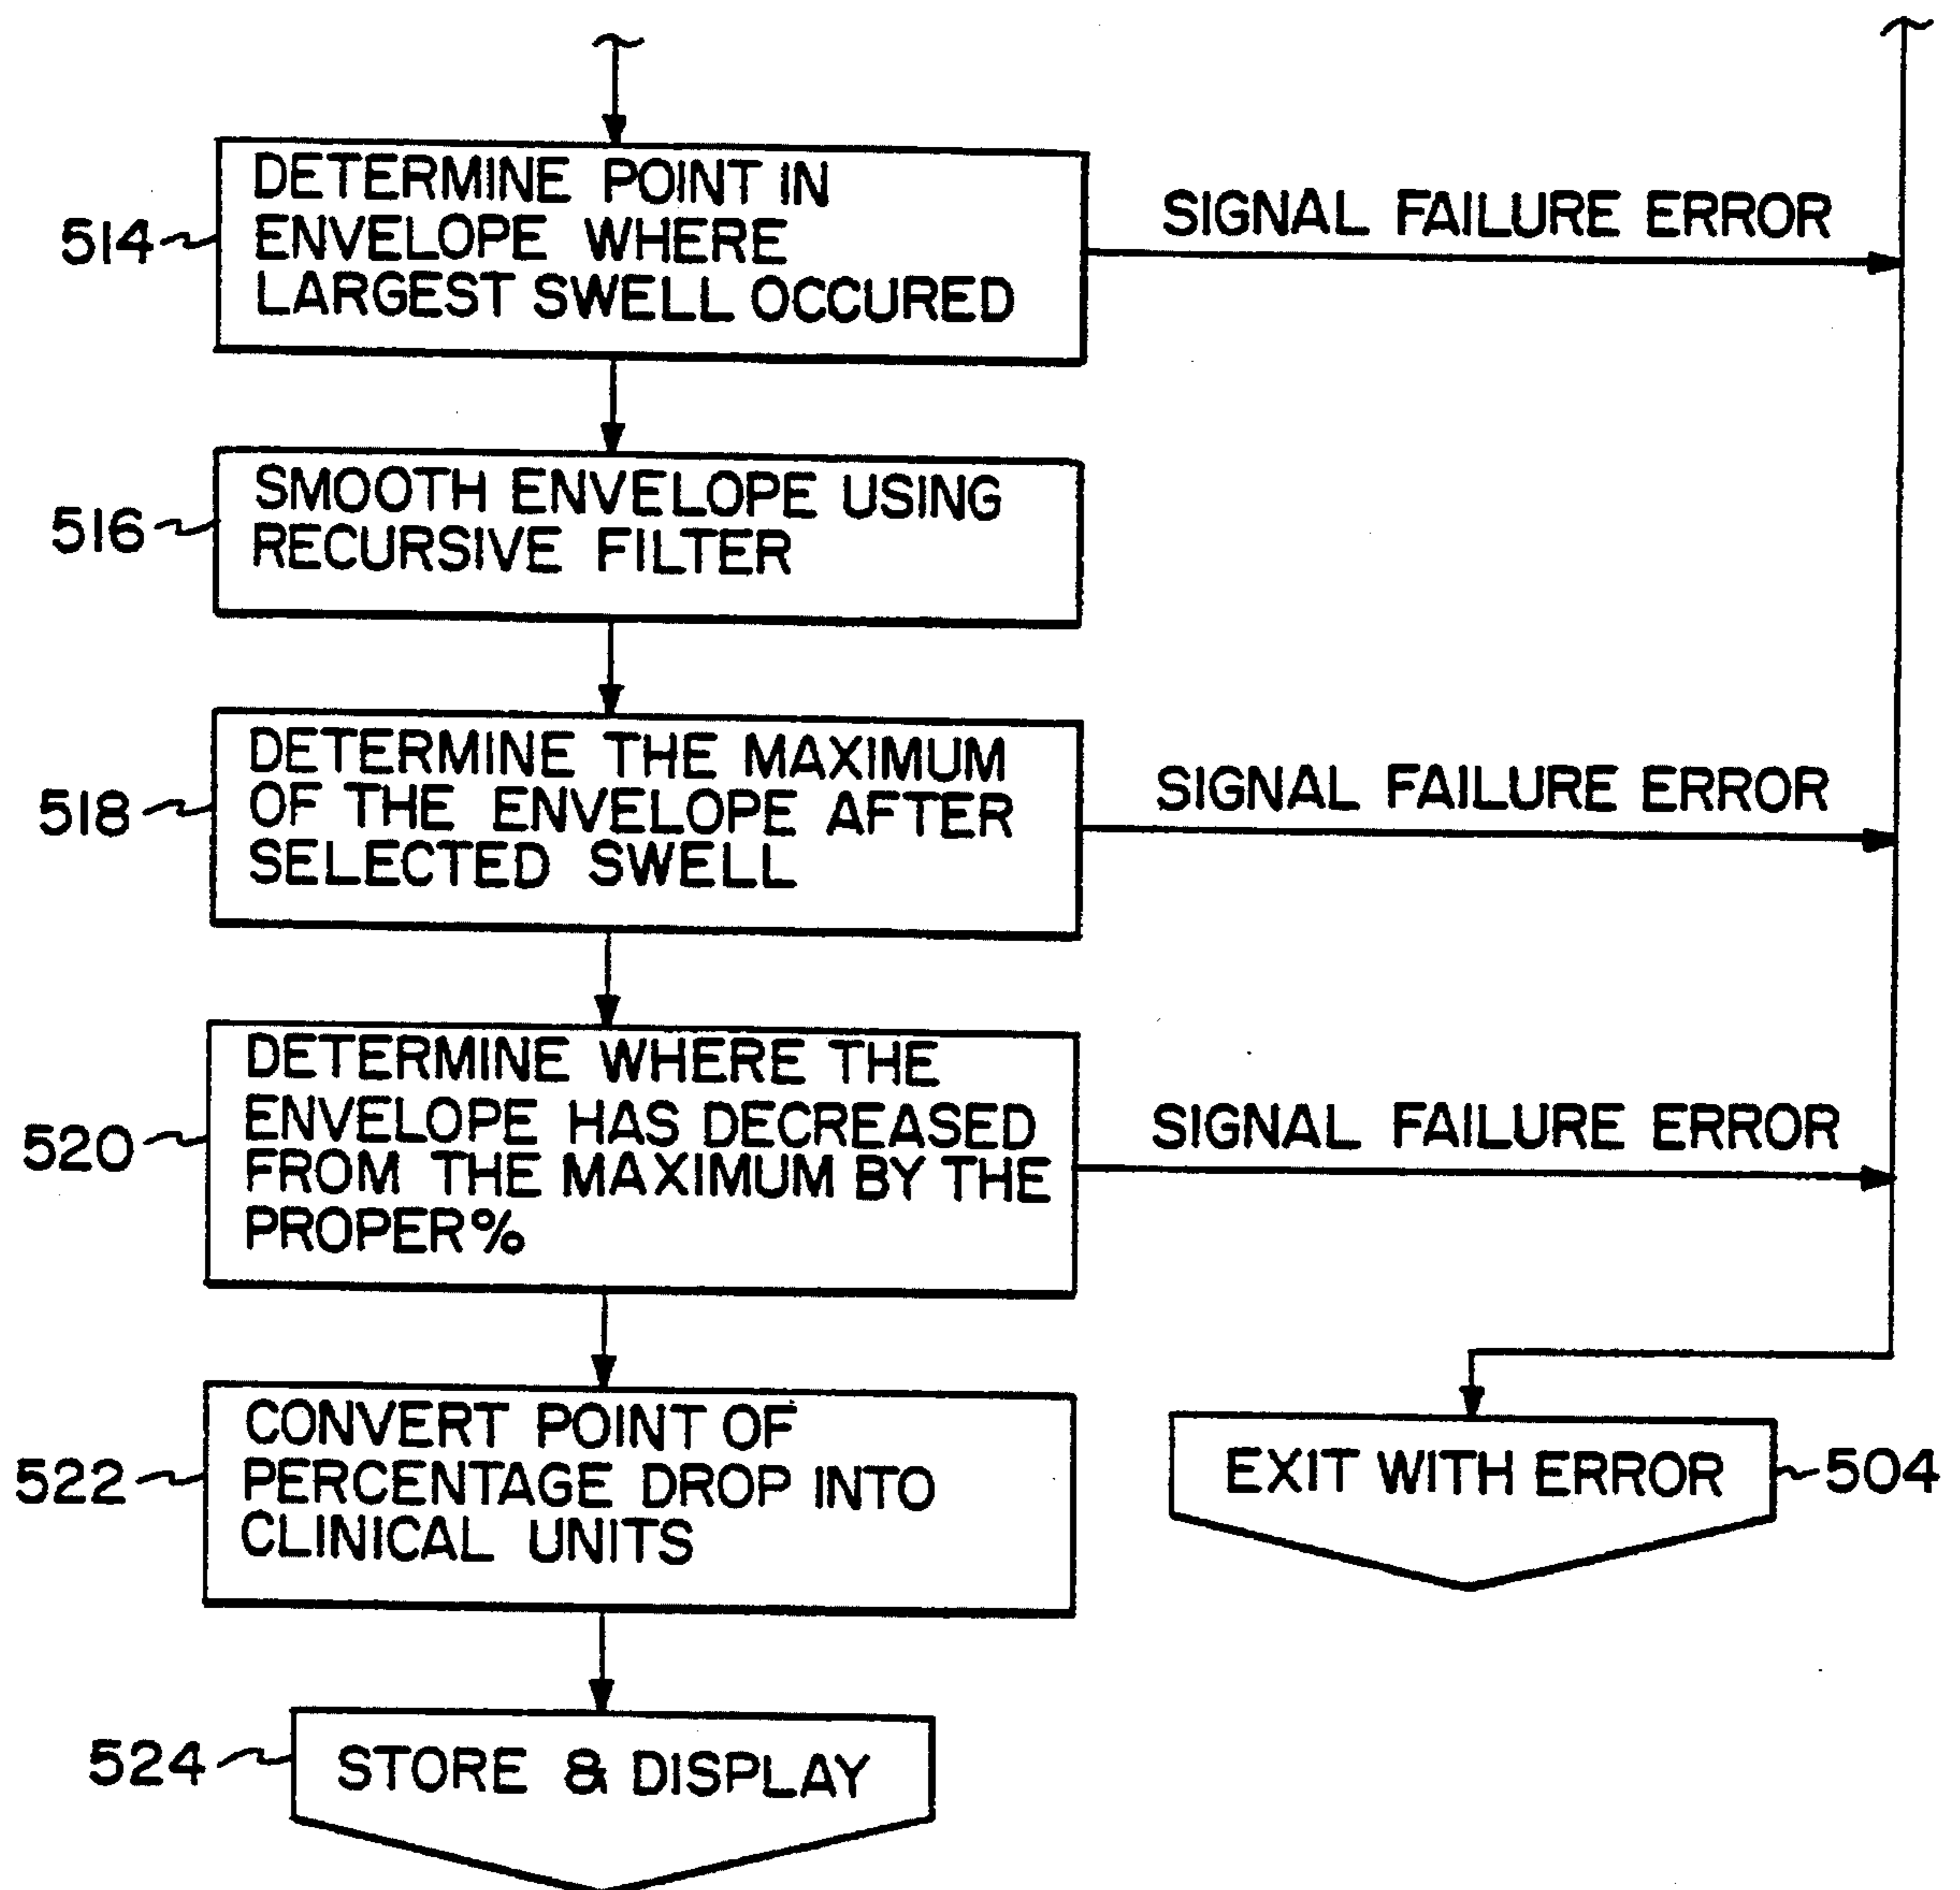 DETERMINE POINT IN
ENVELOPE WHERE
LARGEST SWELL OCCURED
514
SIGNAL FAILURE ERROR
SMOOTH ENVELOPE USING
RECURSIVE FILTER
516
DETERMINE THE MAXIMUM
OF THE ENVELOPE AFTER
SELECTED SWELL
518
SIGNAL FAILURE ERROR
DETERMINE WHERE THE
ENVELOPE HAS DECREASED
FROM THE MAXIMUM BY THE
PROPER%
520
SIGNAL FAILURE ERROR
CONVERT POINT OF
PERCENTAGE DROP INTO
CLINICAL UNITS
522
EXIT WITH ERROR
504
STORE & DISPLAY
524